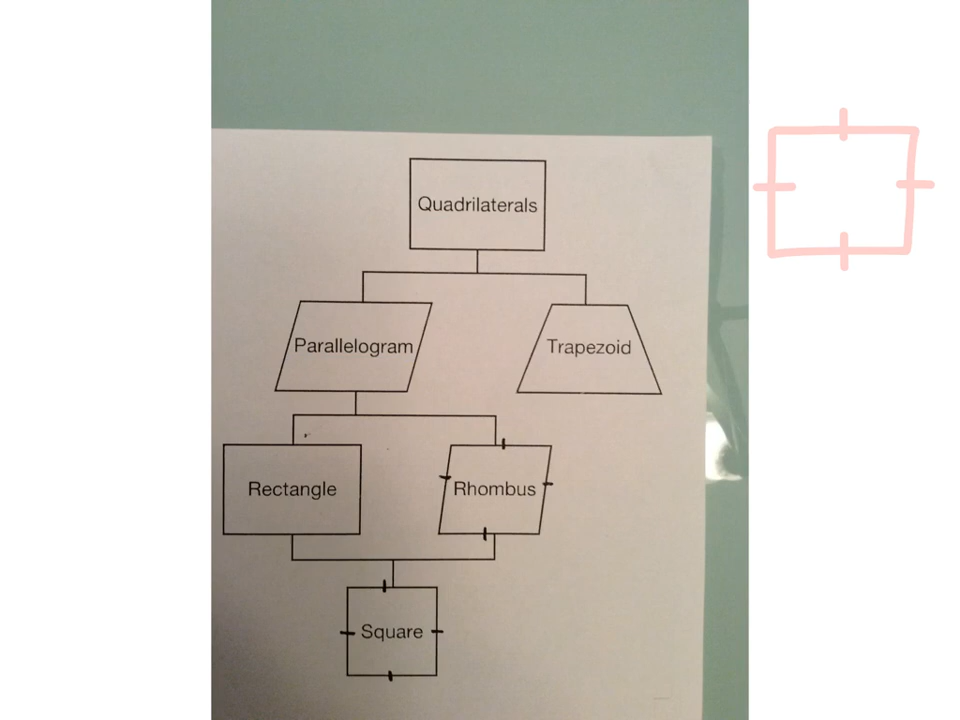 Quadrilaterals
Parallelogram
Trapezoid
Rectangle
Rhombus
Square